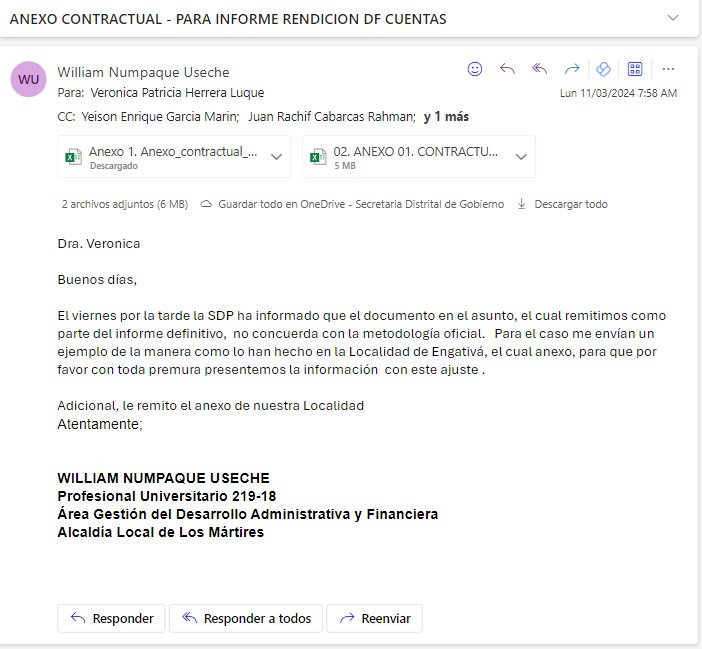 ANEXO CONTRACTUAL - PARA INFORME RENDICION DF CUENTAS
WU
William Numpaque Useche
Para: Veronica Patricia Herrera Luque
Lun 11/03/2024 7:58 AM
CC: Yeison Enrique Garcia Marin; Juan Rachif Cabarcas Rahman; y 1 más
Anexo 1. Anexo_contractual_...
Descargado
02. ANEXO 01. CONTRACTU...
5 MB
2 archivos adjuntos (6 MB) Guardar todo en OneDrive - Secretaria Distrital de Gobierno Descargar todo
Dra. Veronica
Buenos días,
El viernes por la tarde la SDP ha informado que el documento en el asunto, el cual remitimos como
parte del informe definitivo, no concuerda con la metodología oficial. Para el caso me envían un
ejemplo de la manera como lo han hecho en la Localidad de Engativá, el cual anexo, para que por
favor con toda premura presentemos la información con este ajuste .
Adicional, le remito el anexo de nuestra Localidad
Atentamente;
WILLIAM NUMPAQUE USECHE
Profesional Universitario 219-18
Área Gestión del Desarrollo Administrativa y Financiera
Alcaldía Local de Los Mártires
Responder
Responder a todos
Reenviar